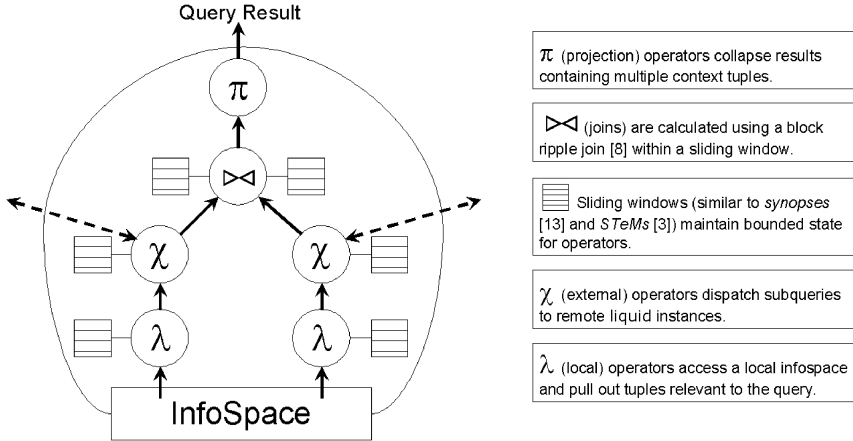 Query Result
π
⋈
χ
χ
λ
λ
InfoSpace
π (projection) operators collapse results
containing multiple context tuples.
⋈ (joins) are calculated using a block
ripple join [8] within a sliding window.
Sliding windows (similar to synopses
[13] and STeMs [3]) maintain bounded state
for operators.
χ (external) operators dispatch subqueries
to remote liquid instances.
λ (local) operators access a local infospace
and pull out tuples relevant to the query.